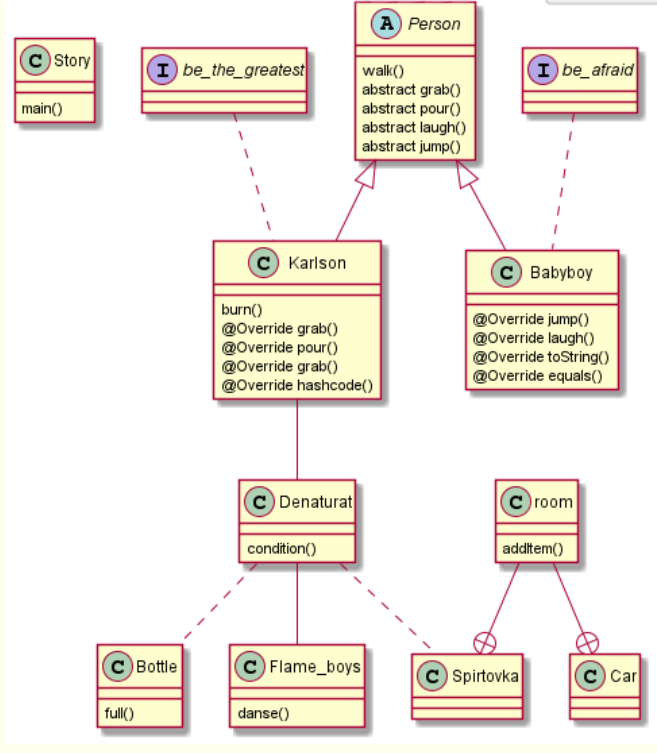 C Story
main()
I be_the_greatest
A Person
walk()
abstract grab()
abstract pour()
abstract laugh()
abstract jump()
I be_afraid
C Karlson
burn()
@Override grab()
@Override pour()
@Override grab()
@Override hashcode()
C Babyboy
@Override jump()
@Override laugh()
@Override toString()
@Override equals()
C Denaturat
condition()
C room
addItem()
C Bottle
full()
C Flame_boys
danse()
C Spirtovka
C Car